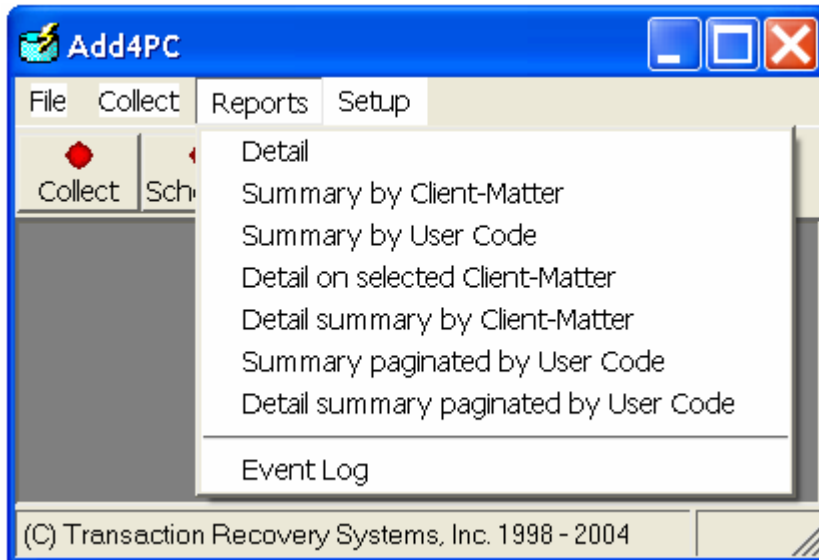 Add4PC
File Collect Reports Setup
Detail
Collect
Summary by Client-Matter
Summary by User Code
Detail on selected Client-Matter
Detail summary by Client-Matter
Summary paginated by User Code
Detail summary paginated by User Code
Event Log
(C) Transaction Recovery Systems, Inc. 1998 - 2004